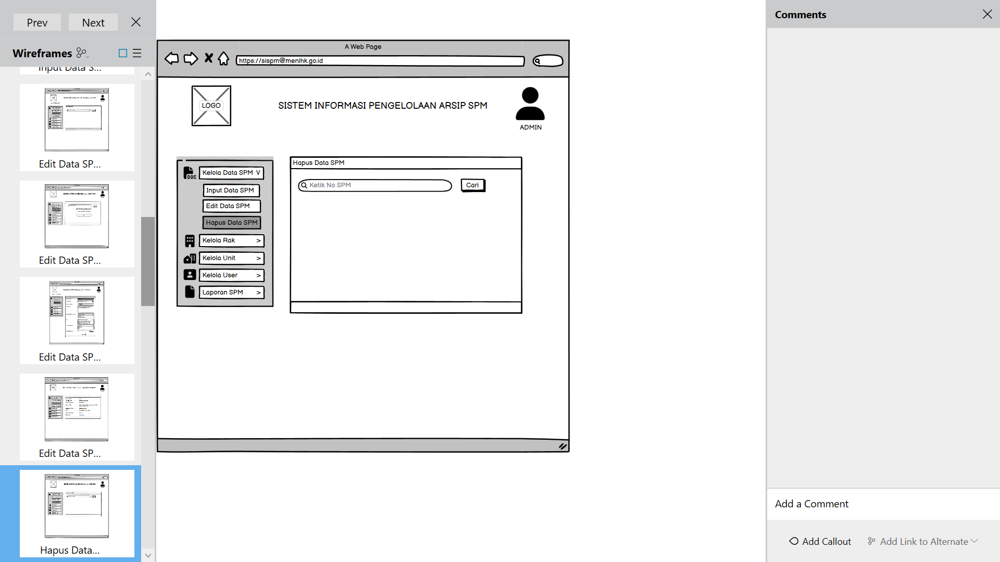 Prev
Next
Wireframes
Input Data S...
Edit Data SP...
Edit Data SP...
Edit Data SP...
Edit Data SP...
Hapus Data...
A Web Page
https://sispm@menlhk.go.id
LOGO
SISTEM INFORMASI PENGELOLAAN ARSIP SPM
ADMIN
DOC
Kelola Data SPM V
Input Data SPM
Edit Data SPM
Hapus Data SPM
Kelola Rak >
Kelola Unit >
Kelola User >
Laporan SPM >
Hapus Data SPM
Ketik No SPM
Cari
Comments
Add a Comment
Add Callout
Add Link to Alternate